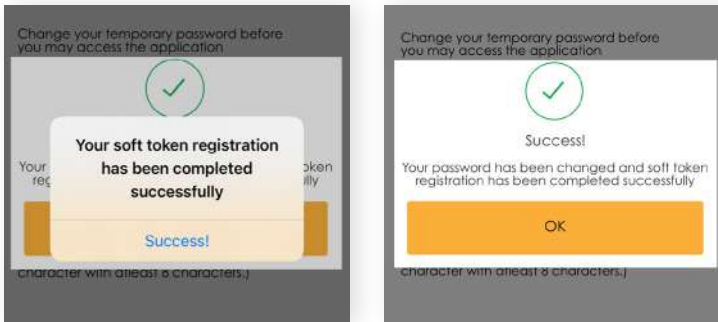 Change your temporary password before
you may access the application
Your soft token registration
has been completed
successfully
Your
oken
reg
lly
Success!
character with atleast 8 characters.)
Change your temporary password before
you may access the application
Success!
Your password has been changed and soft token
registration has been completed successfully
OK
character with atleast 8 characters.)